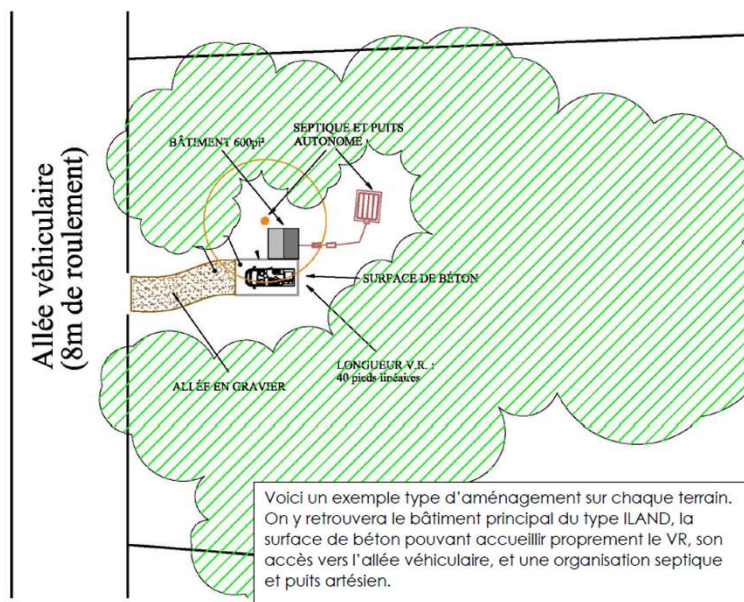 Allée véhiculaire
(8m de roulement)
BÂTIMENT 600pi²
SEPTIQUE ET PUITS
AUTONOME
SURFACE DE BÉTON
LONGUEUR V.R. :
40 pieds linéaires
ALLÉE EN GRAVIER
Voici un exemple type d'aménagement sur chaque terrain.
On y retrouvera le bâtiment principal du type ILAND, la
surface de béton pouvant accueillir proprement le VR, son
accès vers l'allée véhiculaire, et une organisation septique
et puits artésien.